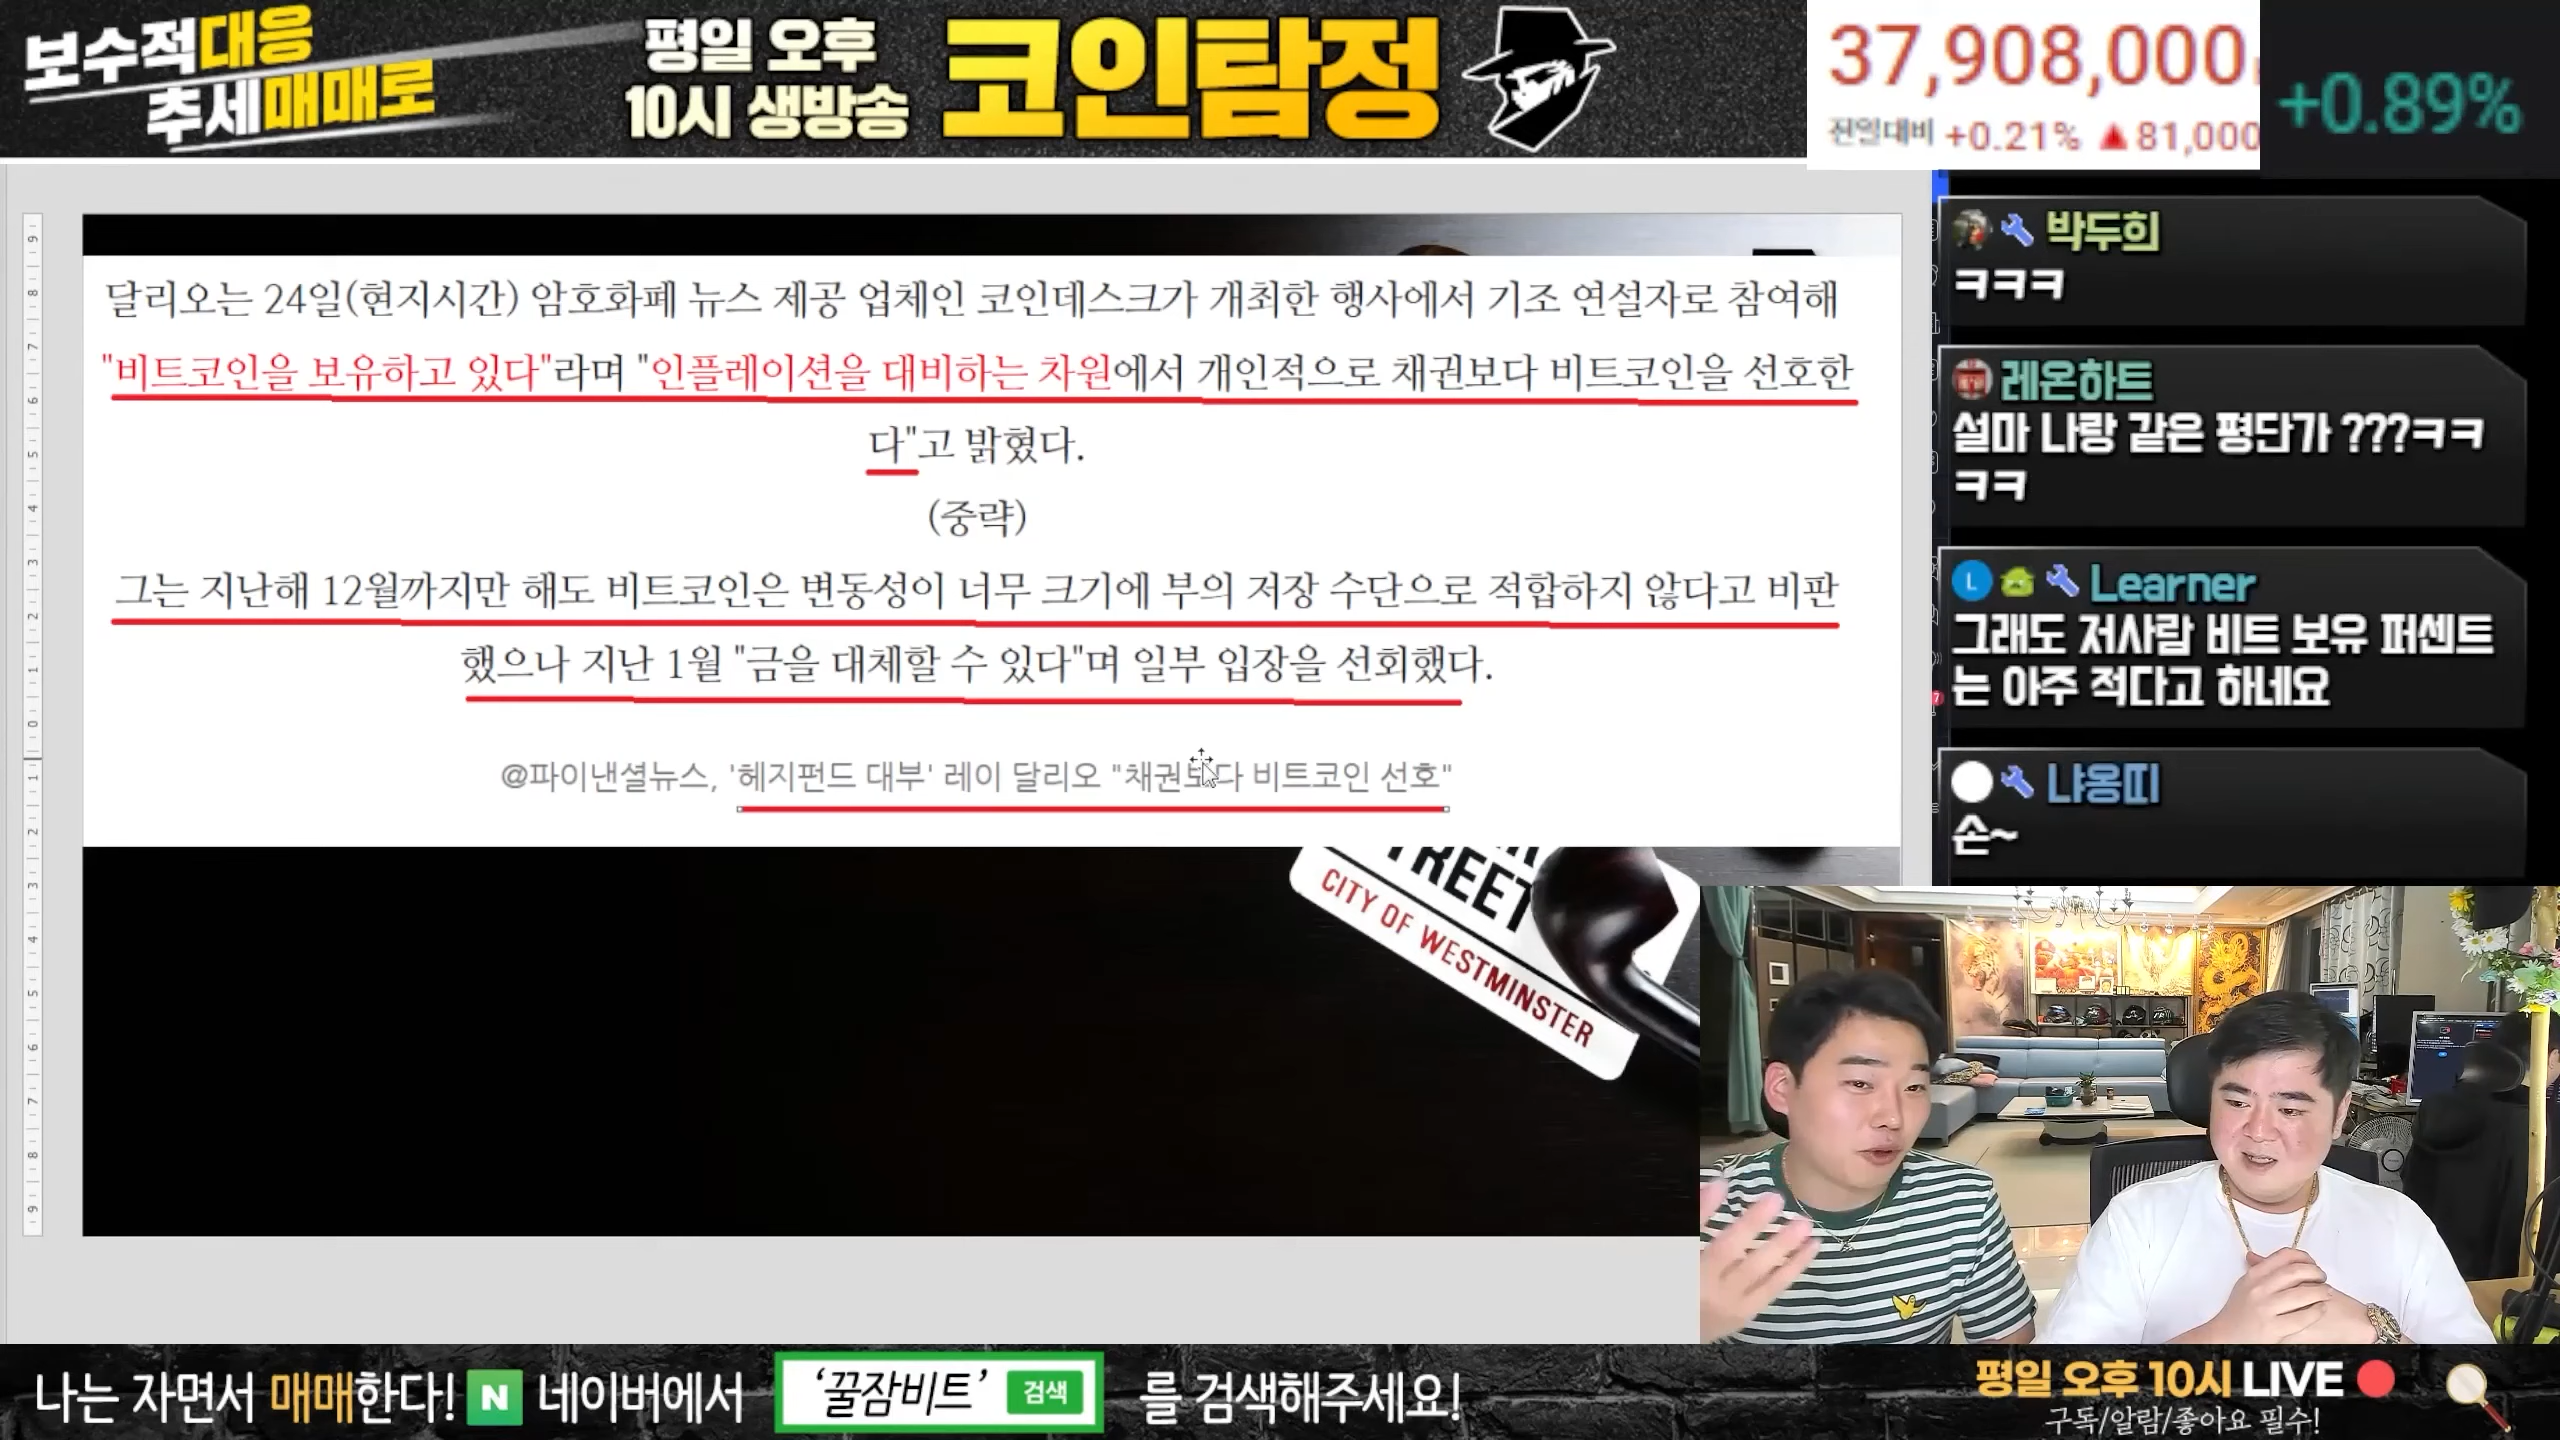 보수적대응
추세매매로
평일 오후
10시 생방송
코인탐정
37,908,000
전일대비 +0.21% ▲81,000
+0.89%
달리오는 24일(현지시간) 암호화폐 뉴스 제공 업체인 코인데스크가 개최한 행사에서 기조 연설자로 참여해
"비트코인을 보유하고 있다"라며 "인플레이션을 대비하는 차원에서 개인적으로 채권보다 비트코인을 선호한
다"고 밝혔다.
(중략)
그는 지난해 12월까지만 해도 비트코인은 변동성이 너무 크기에 부의 저장 수단으로 적합하지 않다고 비판
했으나 지난 1월 "금을 대체할 수 있다"며 일부 입장을 선회했다.
@파이낸셜뉴스, '헤지펀드 대부' 레이 달리오 "채권보다 비트코인 선호"
CITY OF WESTMINSTER
박두희
ㅋㅋㅋ
레온하트
설마 나랑 같은 평단가 ???ㅋㅋ
ㅋㅋ
L Learner
그래도 저사람 비트 보유 퍼센트
는 아주 적다고 하네요
냐옹띠
손~
나는 자면서 매매한다! N 네이버에서 '꿀잠비트' 검색 를 검색해주세요!
평일 오후 10시 LIVE
구독/알람/좋아요 필수!